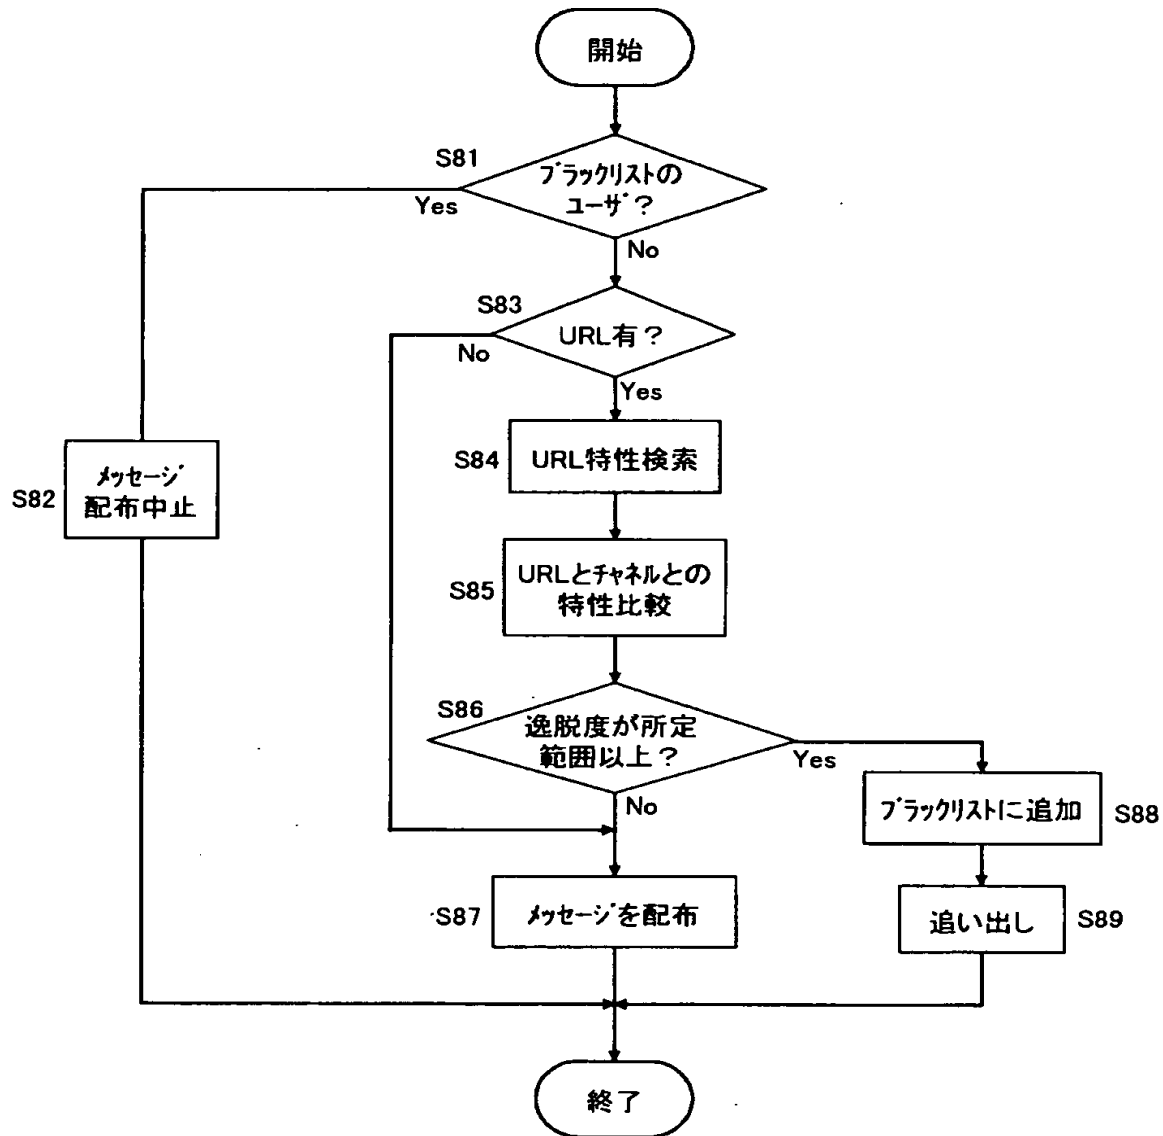 開始
S81
ブラックリストの
ユーザ?
Yes
No
S83
URL有?
No
Yes
S84
URL特性検索
S82
メッセージ
配布中止
S85
URLとチャネルとの
特性比較
S86
逸脱度が所定
範囲以上?
Yes
No
ブラックリストに追加
S88
S87
メッセージを配布
追い出し
S89
終了